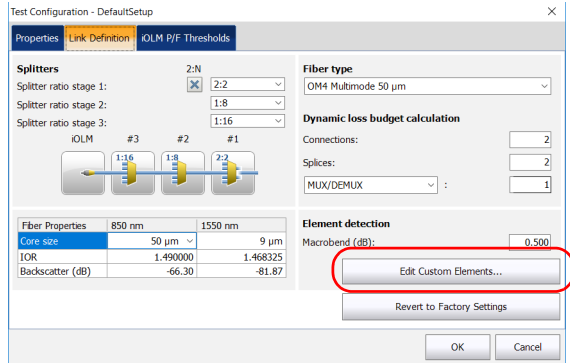 Test Configuration - DefaultSetup
Properties Link Definition iOLM P/F Thresholds
Splitters 2:N
Splitter ratio stage 1: 2:2
Splitter ratio stage 2: 1:8
Splitter ratio stage 3: 1:16
iOLM #3 #2 #1
1:16 1:8 2:2
Fiber type
OM4 Multimode 50 µm
Dynamic loss budget calculation
Connections: 2
Splices: 2
MUX/DEMUX : 1
Fiber Properties 850 nm 1550 nm
Core size 50 µm 9 µm
IOR 1.490000 1.468325
Backscatter (dB) -66.30 -81.87
Element detection
Macrobend (dB): 0.500
Edit Custom Elements...
Revert to Factory Settings
OK Cancel